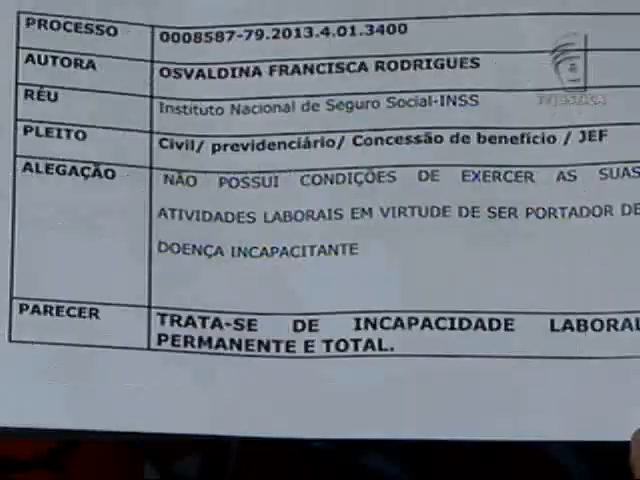 PROCESSO 0008587-79.2013.4.01.3400
AUTORA OSVALDINA FRANCISCA RODRIGUES
RÉU Instituto Nacional de Seguro Social-INSS
PLEITO Civil/ previdenciário/ Concessão de benefício / JEF
ALEGAÇÃO NÃO POSSUI CONDIÇÕES DE EXERCER AS SUAS
ATIVIDADES LABORAIS EM VIRTUDE DE SER PORTADOR DE
DOENÇA INCAPACITANTE
PARECER TRATA-SE DE INCAPACIDADE LABORAL
PERMANENTE E TOTAL.
TV JUSTIÇA